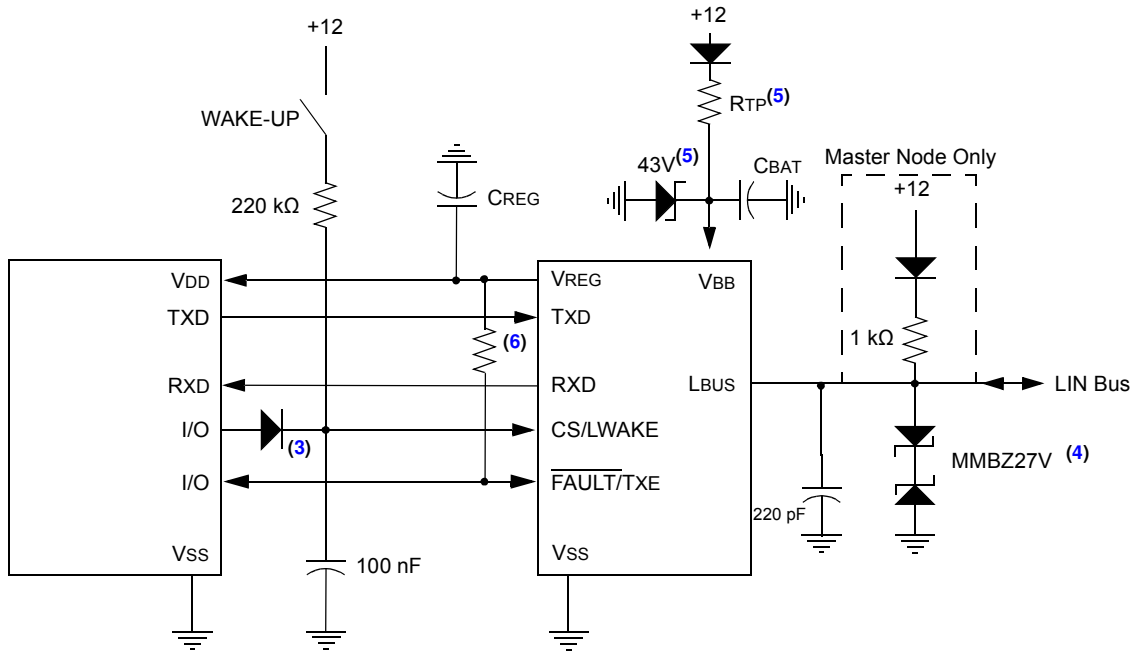 +12
+12
WAKE-UP
RTP(5)
43V(5)
CBAT
Master Node Only
+12
220 kΩ
CREG
VDD
VREG
VBB
TXD
TXD
(6)
1 kΩ
RXD
RXD
LBUS
LIN Bus
I/O
(3)
CS/LWAKE
MMBZ27V (4)
I/O
FAULT/TXE
220 pF
VSS
100 nF
VSS